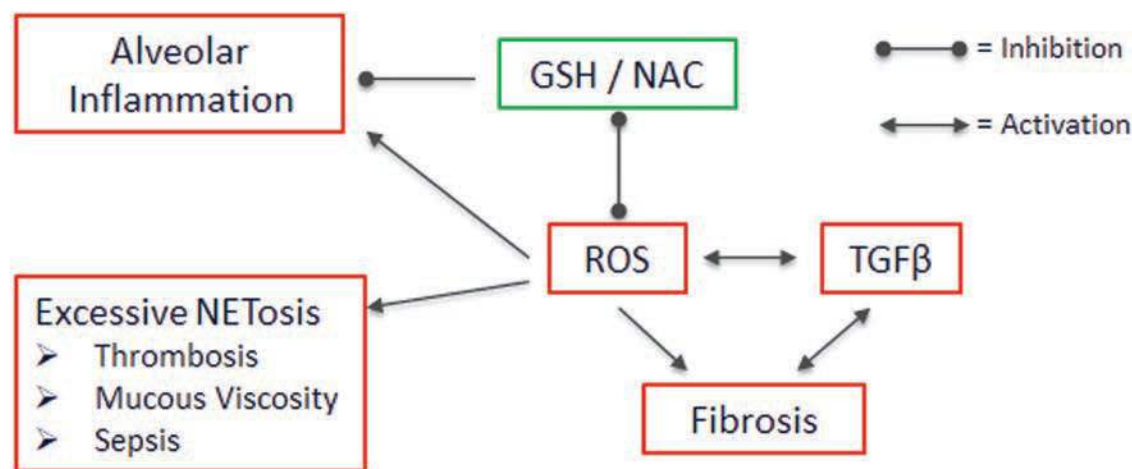 Alveolar
Inflammation
GSH / NAC
= Inhibition
= Activation
ROS
TGFβ
Excessive NETosis
➢ Thrombosis
➢ Mucous Viscosity
➢ Sepsis
Fibrosis